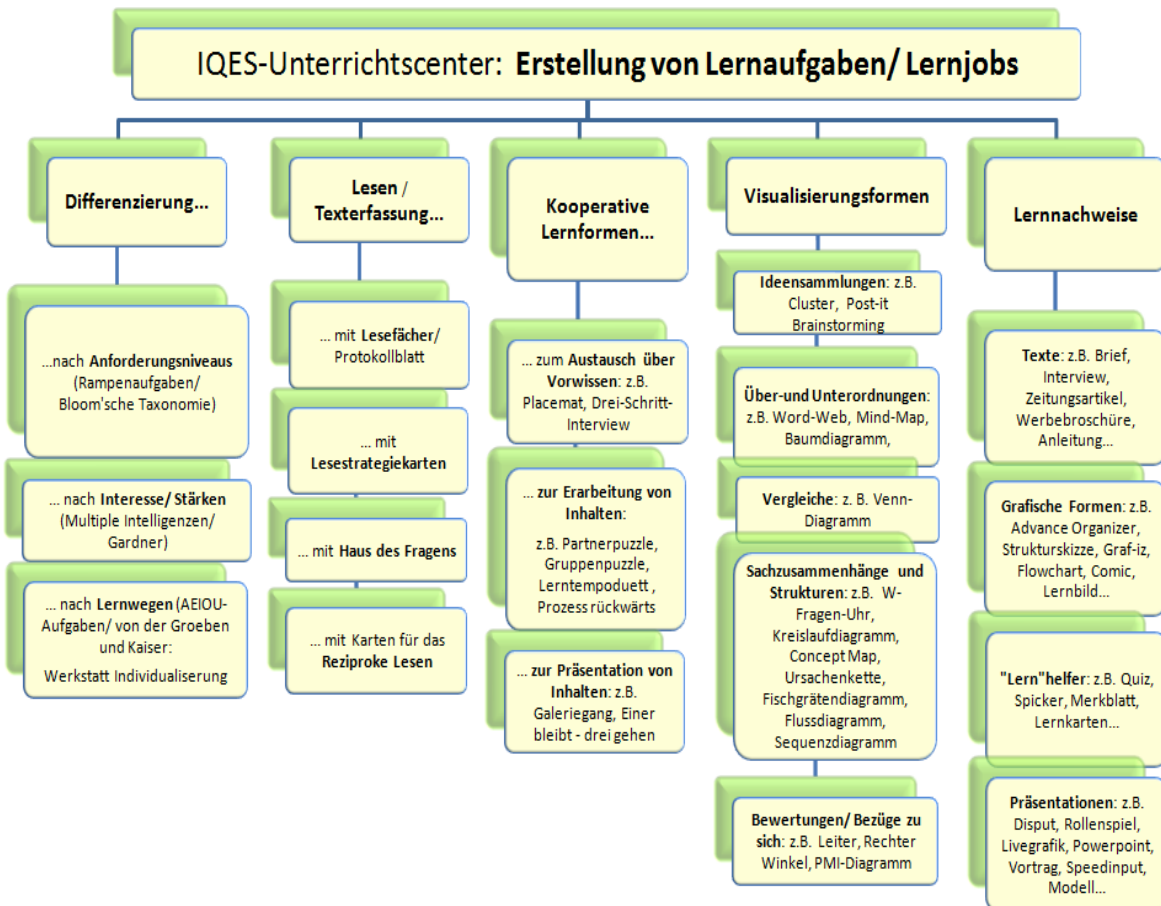 IQES-Unterrichtscenter: Erstellung von Lernaufgaben/ Lernjobs
Differenzierung...
...nach Anforderungsniveaus
(Rampenaufgaben/
Bloom'sche Taxonomie)
... nach Interesse/ Stärken
(Multiple Intelligenzen/
Gardner)
... nach Lernwegen (AEIOU-
Aufgaben/ von der Groeben
und Kaiser:
Werkstatt Individualiserung
Lesen /
Texterfassung...
... mit Lesefächer/
Protokollblatt
... mit
Lesestrategiekarten
... mit Haus des Fragens
... mit Karten für das
Reziproke Lesen
Kooperative
Lernformen...
... zum Austausch über
Vorwissen: z.B.
Placemat, Drei-Schritt-
Interview
... zur Erarbeitung von
Inhalten:
z.B. Partnerpuzzle,
Gruppenpuzzle,
Lerntempoduett ,
Prozess rückwärts
... zur Präsentation von
Inhalten: z.B.
Galeriegang, Einer
bleibt - drei gehen
Visualisierungsformen
Ideensammlungen: z.B.
Cluster, Post-it
Brainstorming
Über-und Unterordnungen:
z.B. Word-Web, Mind-Map,
Baumdiagramm,
Vergleiche: z. B. Venn-
Diagramm
Sachzusammenhänge und
Strukturen: z.B. W-
Fragen-Uhr,
Kreislaufdiagramm,
Concept Map,
Ursachenkette,
Fischgrätendiagramm,
Flussdiagramm,
Sequenzdiagramm
Bewertungen/ Bezüge zu
sich: z.B. Leiter, Rechter
Winkel, PMI-Diagramm
Lernnachweise
Texte: z.B. Brief,
Interview,
Zeitungsartikel,
Werbebroschüre,
Anleitung...
Grafische Formen: z.B.
Advance Organizer,
Strukturskizze, Graf-iz,
Flowchart, Comic,
Lernbild...
"Lern"helfer: z.B. Quiz,
Spicker, Merkblatt,
Lernkarten...
Präsentationen: z.B.
Disput, Rollenspiel,
Livegrafik, Powerpoint,
Vortrag, Speedinput,
Modell...